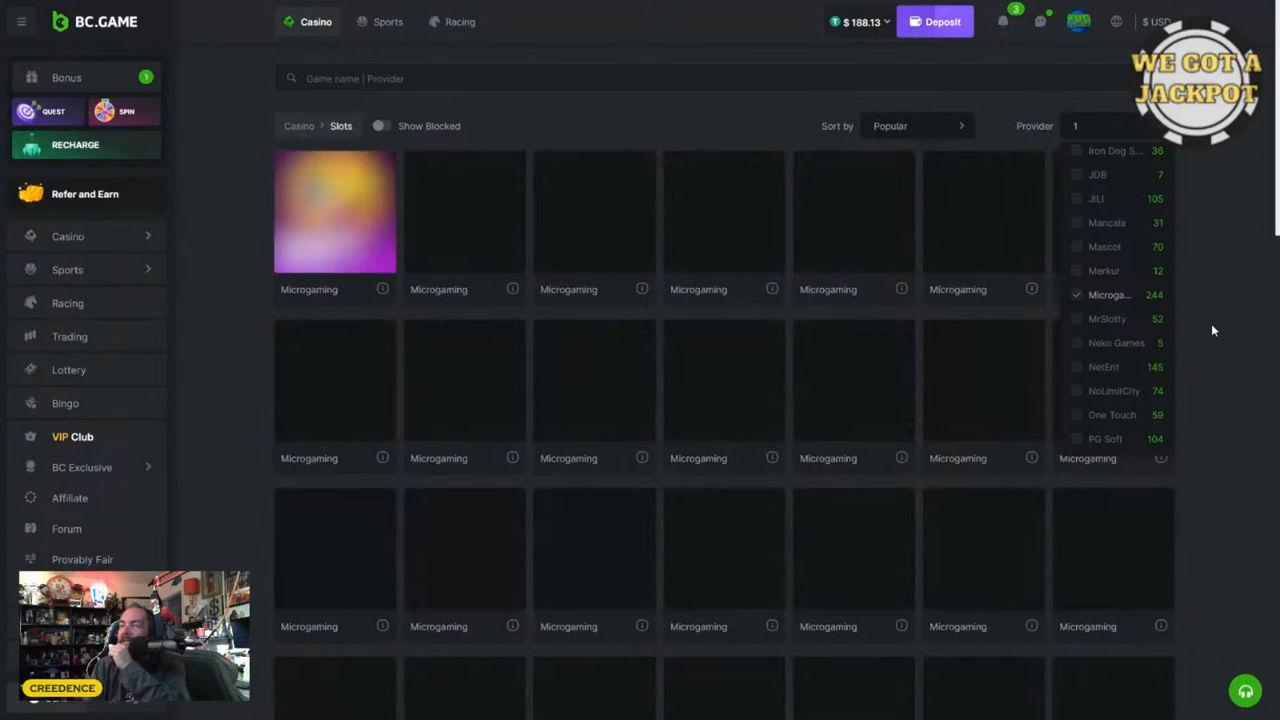 BC.GAME
Casino
Sports
Racing
$ 188.13
Deposit
3
$ USD
WE GOT A
JACKPOT
Bonus 1
QUEST
SPIN
RECHARGE
Refer and Earn
Casino
Sports
Racing
Trading
Lottery
Bingo
VIP Club
BC Exclusive
Affiliate
Forum
Provably Fair
CREEDENCE
Game name | Provider
Casino > Slots
Show Blocked
Sort by Popular
Provider 1
Iron Dog S... 36
JDB 7
JILI 105
Mancala 31
Mascot 70
Merkur 12
Microga... 244
MrSlotty 52
Neko Games 5
NetEnt 145
NoLimitCity 74
One Touch 59
PG Soft 104
Microgaming Microgaming Microgaming Microgaming Microgaming Microgaming
Microgaming Microgaming Microgaming Microgaming Microgaming Microgaming Microgaming
Microgaming Microgaming Microgaming Microgaming Microgaming Microgaming Microgaming